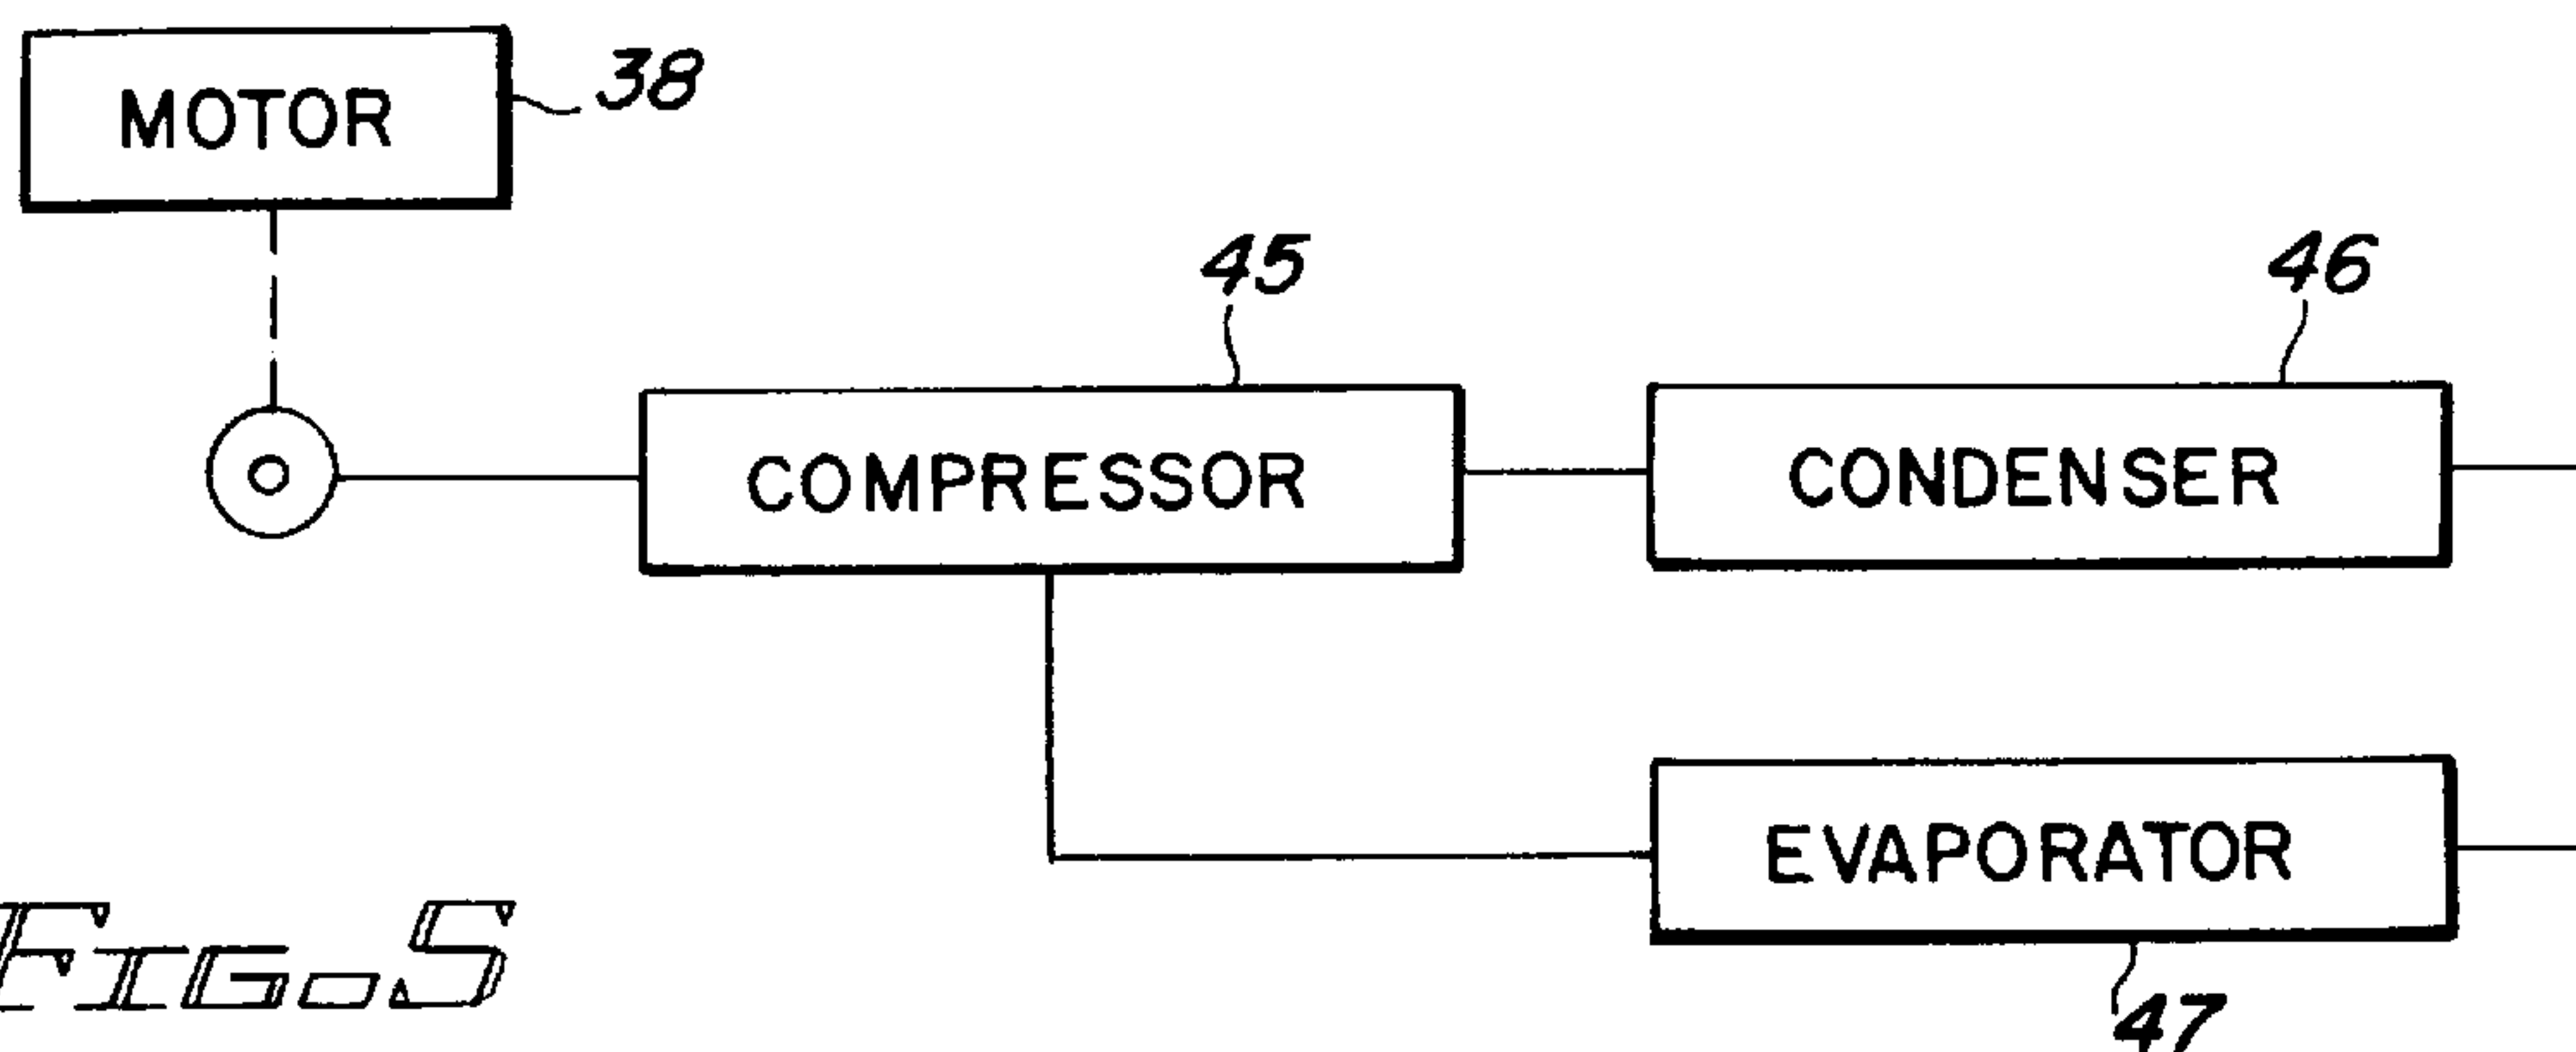 MOTOR
38
45
46
COMPRESSOR
CONDENSER
EVAPORATOR
47
FIG. 5